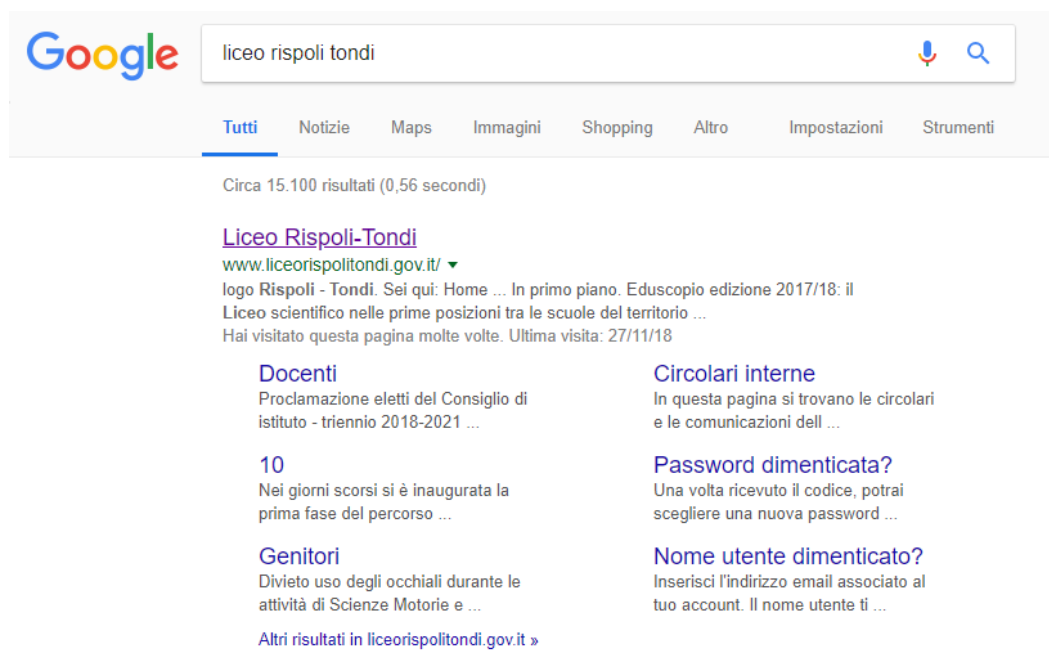 Google
liceo rispoli tondi
Tutti Notizie Maps Immagini Shopping Altro Impostazioni Strumenti
Circa 15.100 risultati (0,56 secondi)
Liceo Rispoli-Tondi
www.liceorispolitondi.gov.it/
logo Rispoli - Tondi. Sei qui: Home ... In primo piano. Eduscopio edizione 2017/18: il
Liceo scientifico nelle prime posizioni tra le scuole del territorio ...
Hai visitato questa pagina molte volte. Ultima visita: 27/11/18
Docenti
Proclamazione eletti del Consiglio di
istituto - triennio 2018-2021 ...
Circolari interne
In questa pagina si trovano le circolari
e le comunicazioni dell ...
10
Nei giorni scorsi si è inaugurata la
prima fase del percorso ...
Password dimenticata?
Una volta ricevuto il codice, potrai
scegliere una nuova password ...
Genitori
Divieto uso degli occhiali durante le
attività di Scienze Motorie e ...
Nome utente dimenticato?
Inserisci l'indirizzo email associato al
tuo account. Il nome utente ti ...
Altri risultati in liceorispolitondi.gov.it »